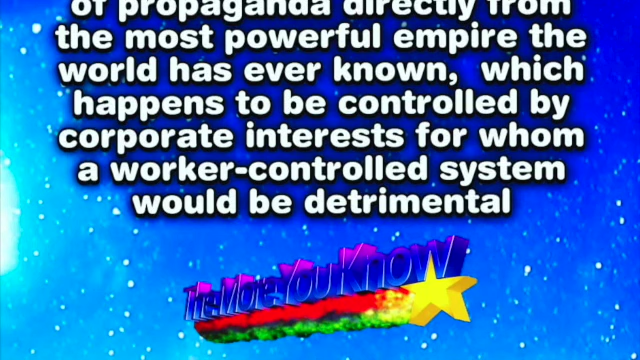 of propaganda directly from
the most powerful empire the
world has ever known, which
happens to be controlled by
corporate interests for whom
a worker-controlled system
would be detrimental
The More You Know